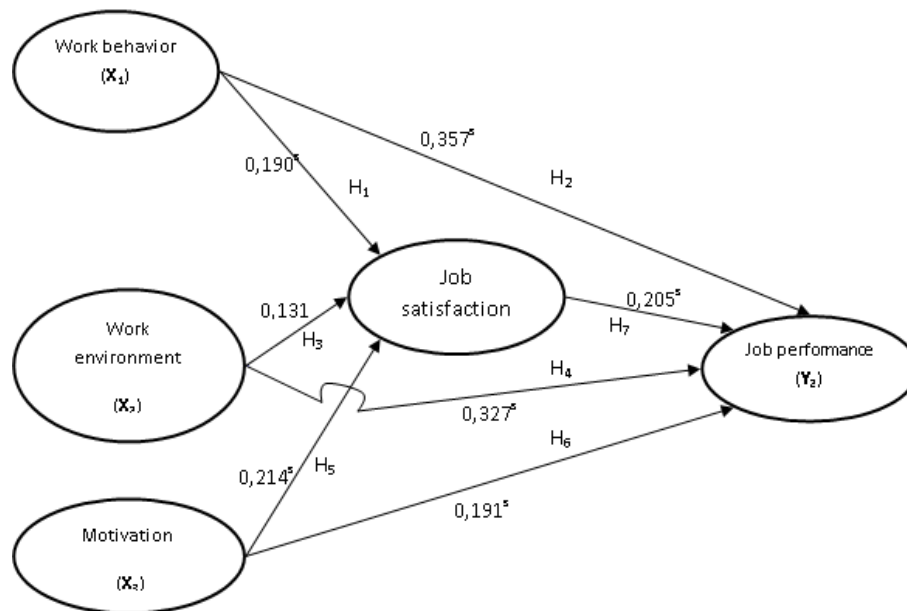 Work behavior
(X₁)
0,357ˢ
0,190ˢ
H₂
H₁
Job
satisfaction
0,131
H₃
0,205ˢ
H₇
Work
environment
(X₂)
Job performance
(Y₂)
H₄
0,327ˢ
H₆
0,214ˢ
H₅
0,191ˢ
Motivation
(X₃)